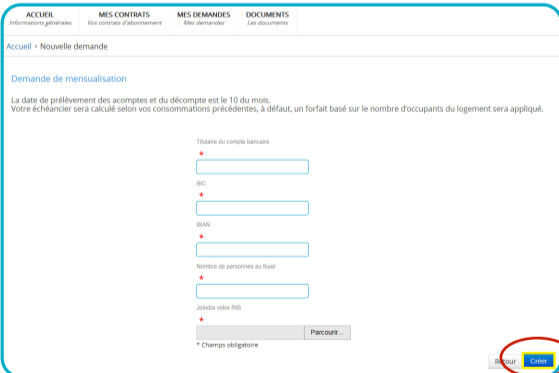 ACCUEIL MES CONTRATS MES DEMANDES DOCUMENTS
Informations générales Vos contrats d'abonnement Mes demandes Les documents
Accueil › Nouvelle demande
Demande de mensualisation
La date de prélèvement des acomptes et du décompte est le 10 du mois.
Votre échéancier sera calculé selon vos consommations précédentes, à défaut, un forfait basé sur le nombre d'occupants du logement sera appliqué.
Titulaire du compte bancaire
*
BIC
*
IBAN
*
Nombre de personnes au foyer
*
Joindre votre RIB
*
Parcourir...
* Champs obligatoire
Retour Créer